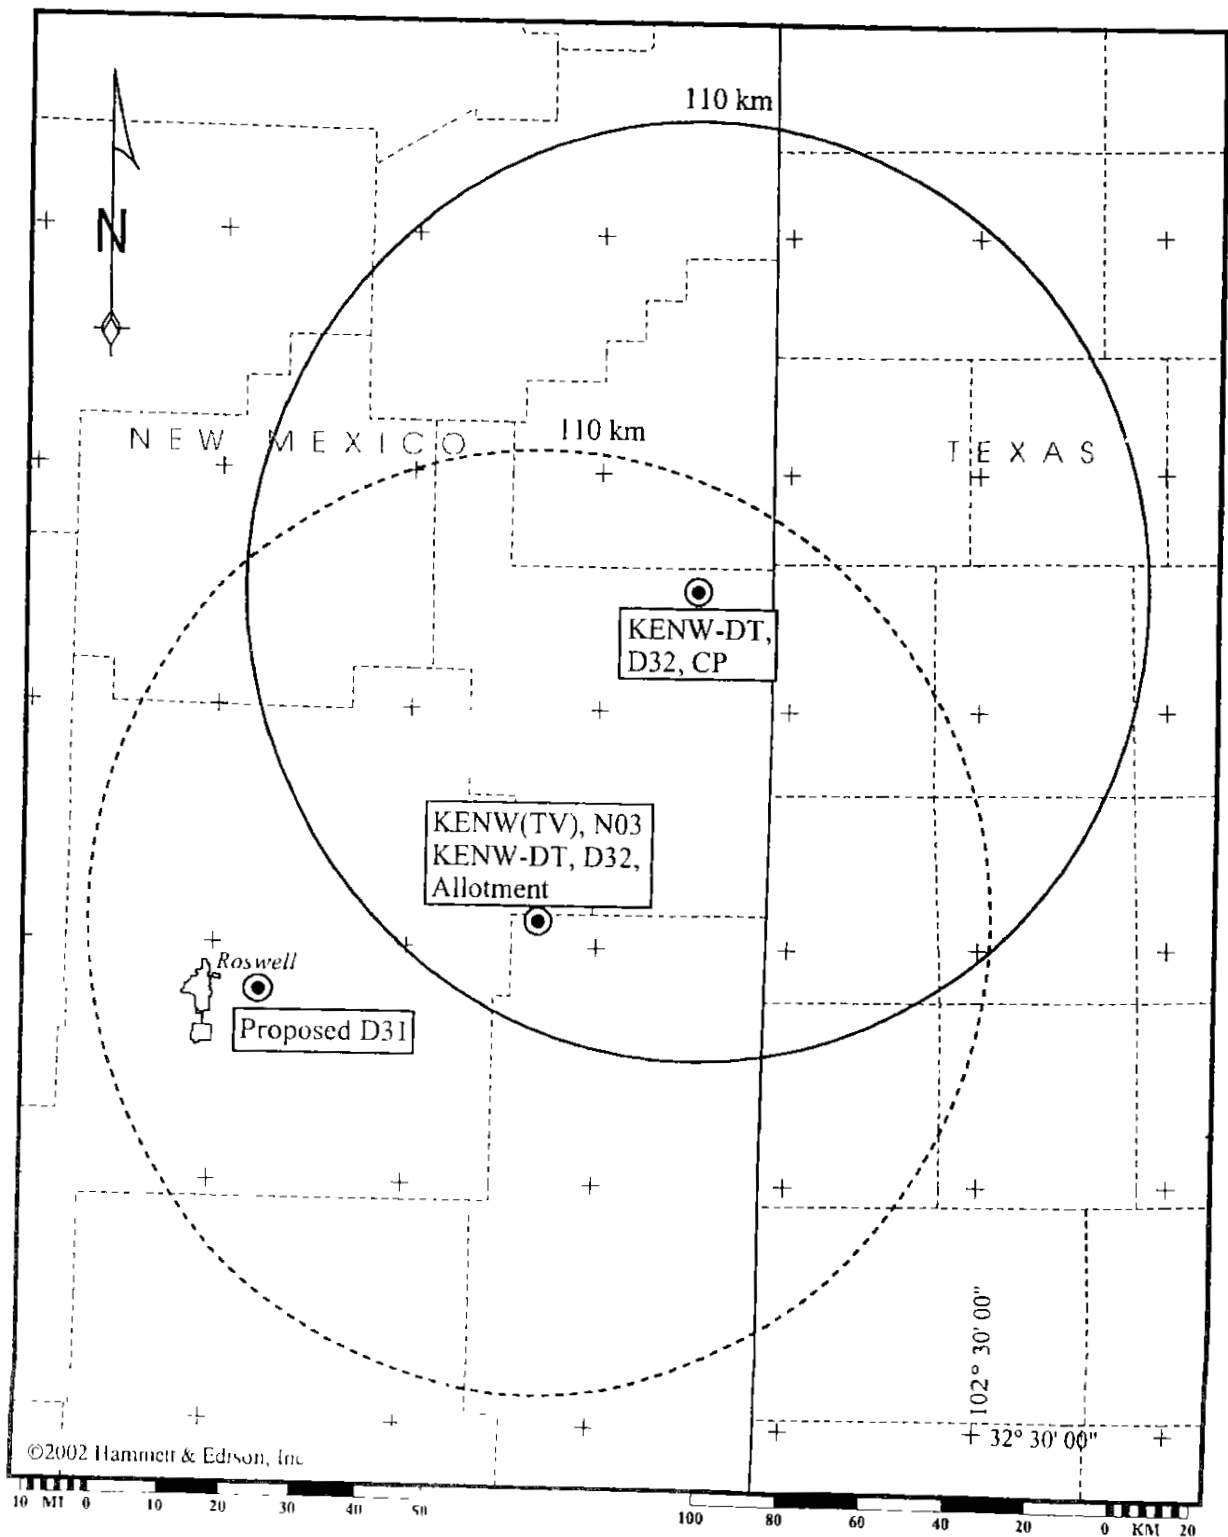 110 km
N
110 km
NEW MEXICO
TEXAS
KENW-DT,
D32, CP
KENW(TV), N03
KENW-DT, D32,
Allotment
Roswell
Proposed D31
102° 30' 00"
32° 30' 00"
©2002 Hammett & Edison, Inc
10 MI 0 10 20 30 40 50
100 80 60 40 20 0 KM 20